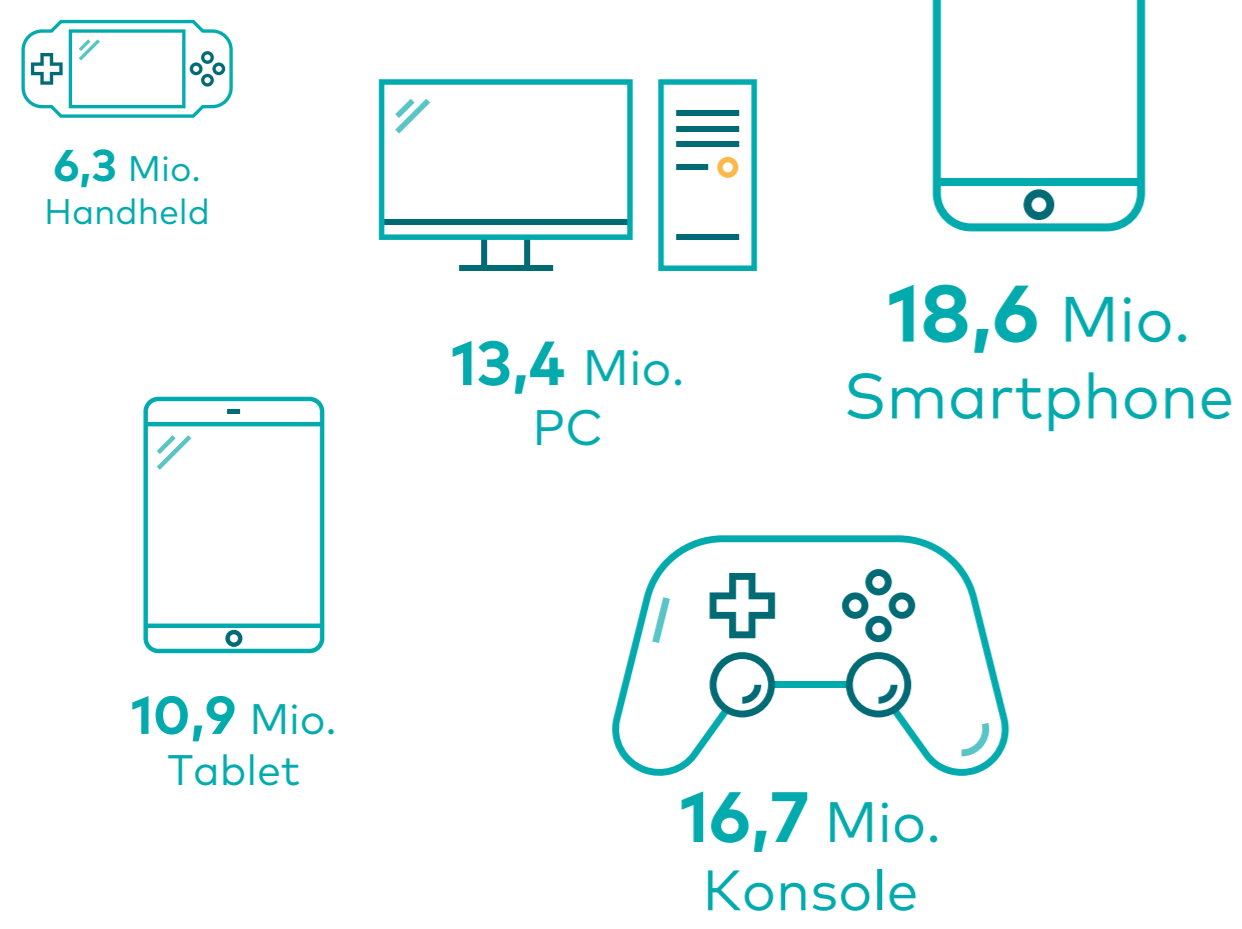 6,3 Mio.
Handheld
13,4 Mio.
PC
18,6 Mio.
Smartphone
10,9 Mio.
Tablet
16,7 Mio.
Konsole